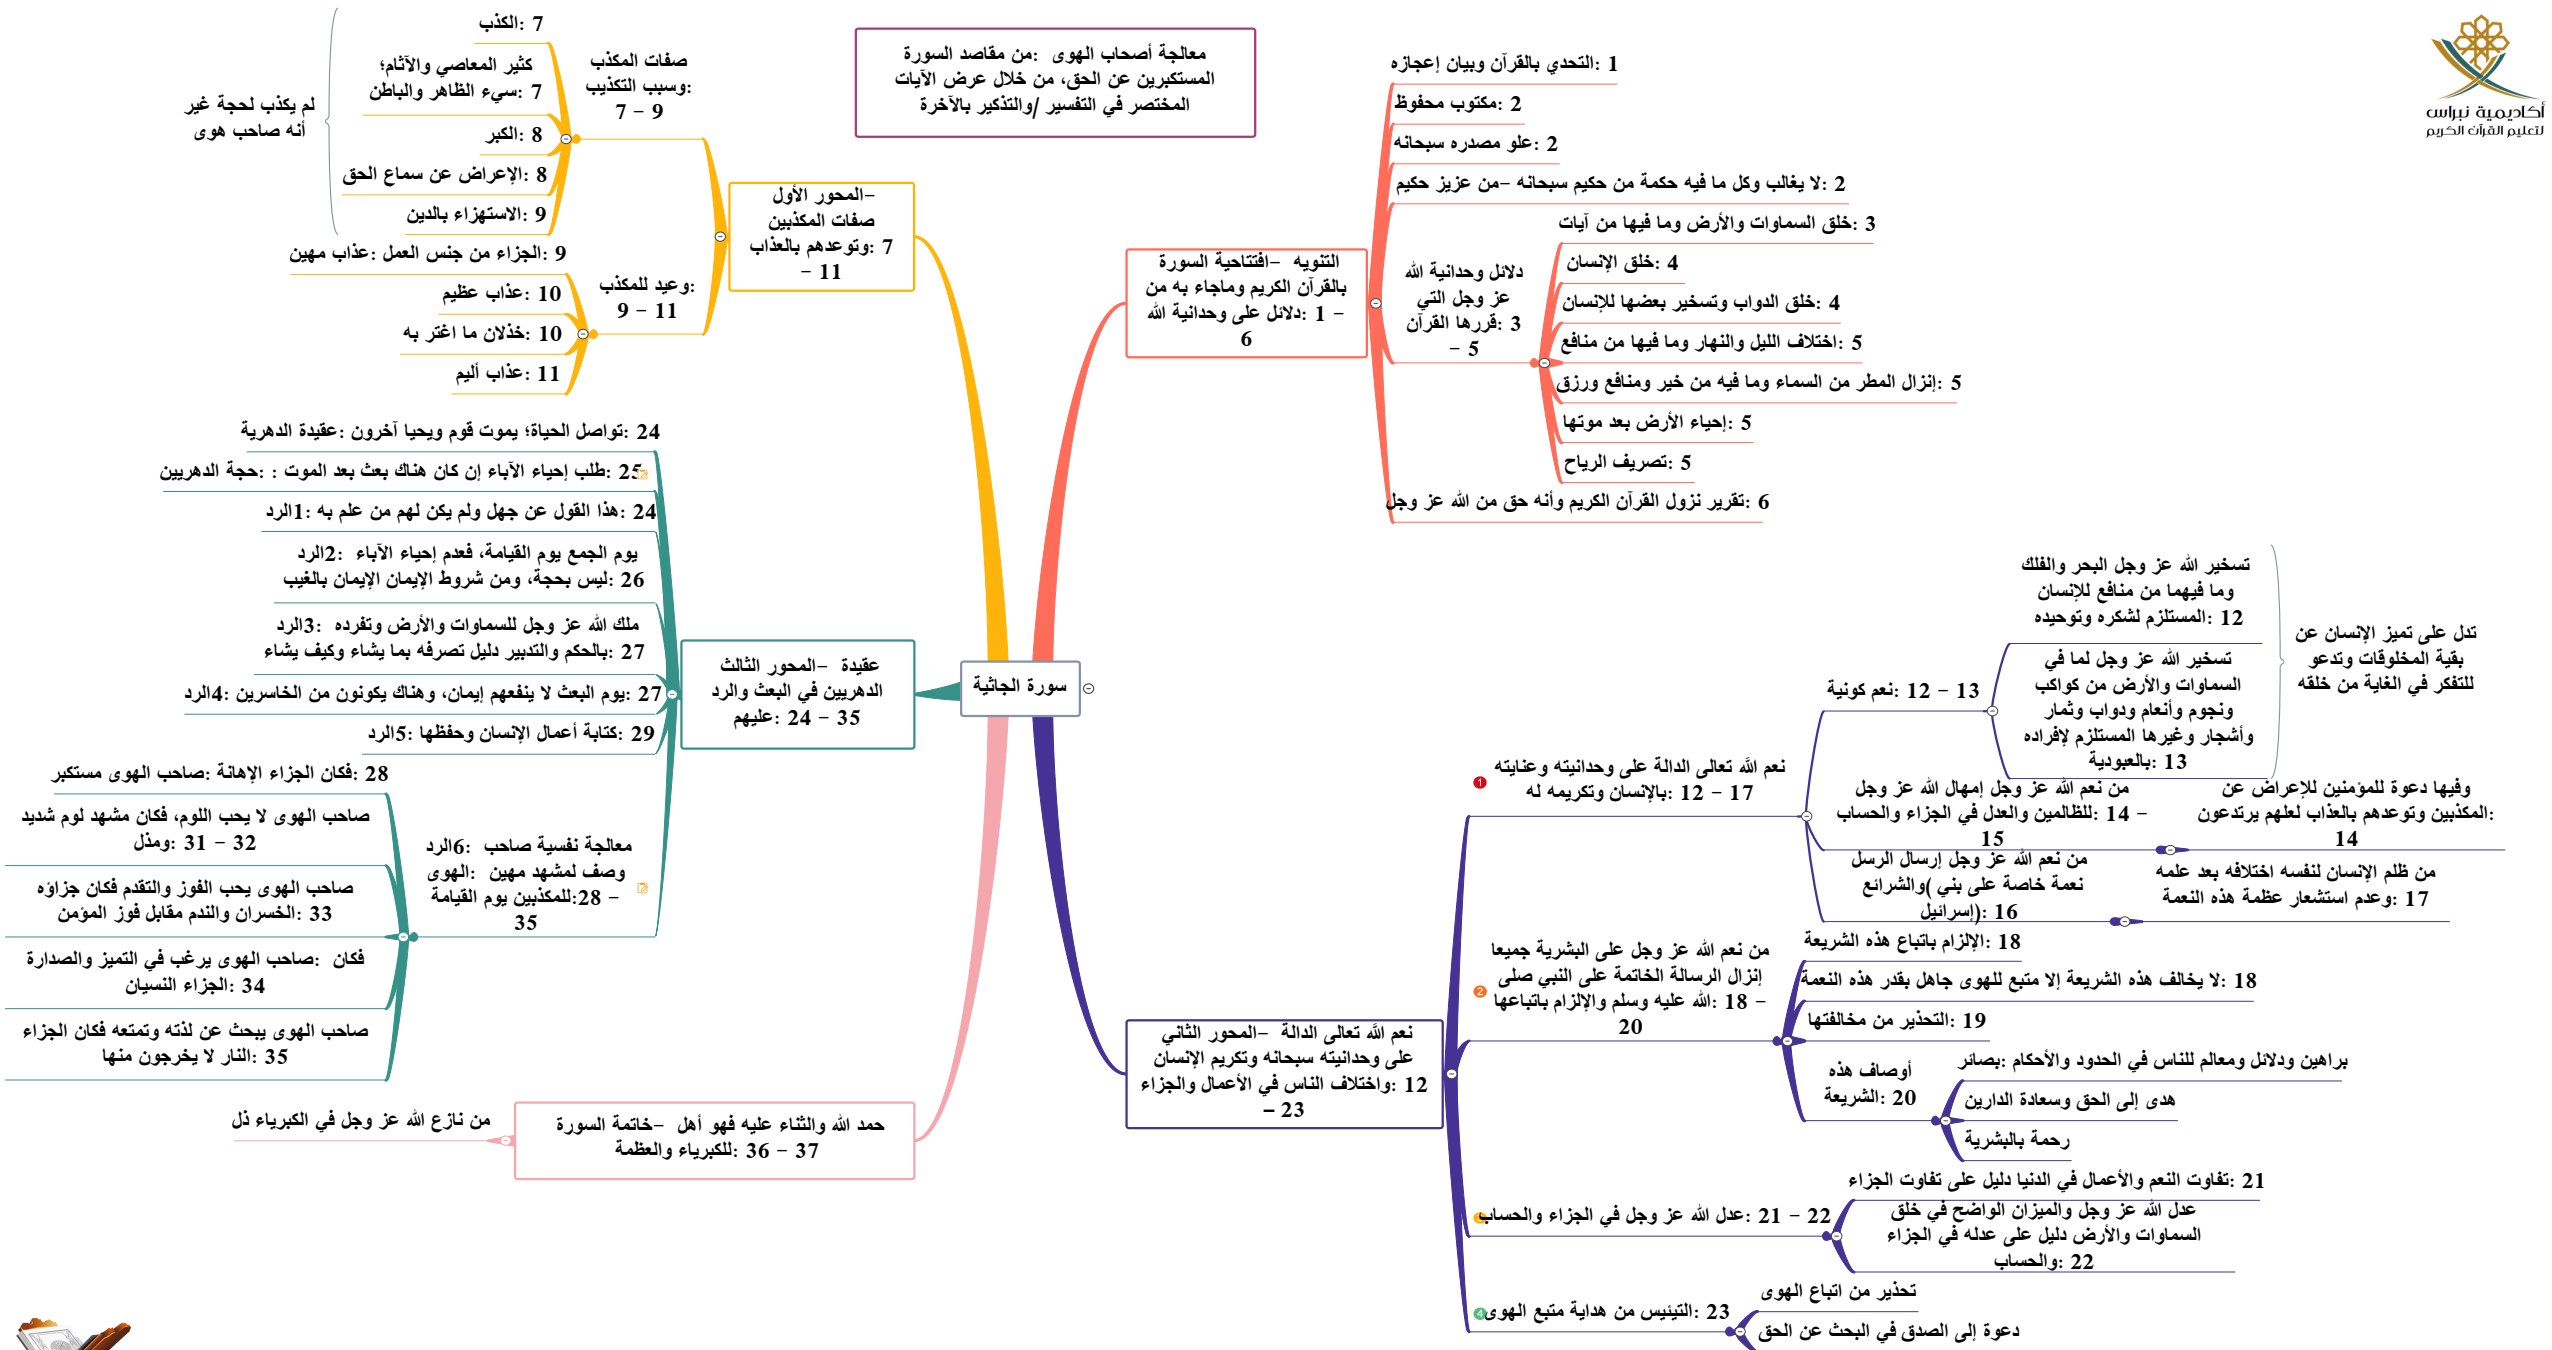 أكاديمية نبراس
لتعليم القرآن الكريم
معالجة أصحاب الهوى :من مقاصد السورة
المستكبرين عن الحق، من خلال عرض الآيات
المختصر في التفسير /والتذكير بالآخرة
سورة الجاثية
التنويه –افتتاحية السورة
بالقرآن الكريم وماجاء به من
– 1 :دلائل على وحدانية الله
6
1 :التحدي بالقرآن وبيان إعجازه
2 :مكتوب محفوظ
2 :علو مصدره سبحانه
2 :لا يغالب وكل ما فيه حكمة من حكيم سبحانه –من عزيز حكيم
دلائل وحدانية الله
عز وجل التي
3 :قررها القرآن
– 5
3 :خلق السماوات والأرض وما فيها من آيات
4 :خلق الإنسان
4 :خلق الدواب وتسخير بعضها للإنسان
5 :اختلاف الليل والنهار وما فيها من منافع
5 :إنزال المطر من السماء وما فيه من خير ومنافع ورزق
5 :إحياء الأرض بعد موتها
5 :تصريف الرياح
6 :تقرير نزول القرآن الكريم وأنه حق من الله عز وجل
–المحور الأول
صفات المكذبين
7 :وتوعدهم بالعذاب
– 11
صفات المكذب
:وسبب التكذيب
7 – 9
7 :الكذب
كثير المعاصي والآثام؛
7 :سيء الظاهر والباطن
8 :الكبر
8 :الإعراض عن سماع الحق
9 :الاستهزاء بالدين
لم يكذب لحجة غير
أنه صاحب هوى
:وعيد للمكذب
9 – 11
9 :الجزاء من جنس العمل :عذاب مهين
10 :عذاب عظيم
10 :خذلان ما اغتر به
11 :عذاب أليم
نعم الله تعالى الدالة –المحور الثاني
على وحدانيته سبحانه وتكريم الإنسان
12 :واختلاف الناس في الأعمال والجزاء
– 23
1
نعم الله تعالى الدالة على وحدانيته وعنايته
12 – 17 :بالإنسان وتكريمه له
12 – 13 :نعم كونية
تسخير الله عز وجل البحر والفلك
وما فيهما من منافع للإنسان
12 :المستلزم لشكره وتوحيده
تسخير الله عز وجل لما في
السماوات والأرض من كواكب
ونجوم وأنعام ودواب وثمار
وأشجار وغيرها المستلزم لإفراده
13 :بالعبودية
تدل على تميز الإنسان عن
بقية المخلوقات وتدعو
للتفكر في الغاية من خلقه
من نعم الله عز وجل إمهال الله عز وجل
– 14 :للظالمين والعدل في الجزاء والحساب
15
وفيها دعوة للمؤمنين للإعراض عن
:المكذبين وتوعدهم بالعذاب لعلهم يرتدعون
14
من نعم الله عز وجل إرسال الرسل
نعمة خاصة على بني )والشرائع
16 :(إسرائيل
من ظلم الإنسان لنفسه اختلافه بعد علمه
17 :وعدم استشعار عظمة هذه النعمة
2
من نعم الله عز وجل على البشرية جميعا
إنزال الرسالة الخاتمة على النبي صلى
– 18 :الله عليه وسلم والإلزام باتباعها
20
18 :الإلزام باتباع هذه الشريعة
18 :لا يخالف هذه الشريعة إلا متبع للهوى جاهل بقدر هذه النعمة
19 :التحذير من مخالفتها
أوصاف هذه
20 :الشريعة
براهين ودلائل ومعالم للناس في الحدود والأحكام :بصائر
هدى إلى الحق وسعادة الدارين
رحمة بالبشرية
21 – 22 :عدل الله عز وجل في الجزاء والحساب
21 :تفاوت النعم والأعمال في الدنيا دليل على تفاوت الجزاء
عدل الله عز وجل والميزان الواضح في خلق
السماوات والأرض دليل على عدله في الجزاء
22 :والحساب
4
23 :التيئيس من هداية متبع الهوى
تحذير من اتباع الهوى
دعوة إلى الصدق في البحث عن الحق
عقيدة –المحور الثالث
الدهريين في البعث والرد
24 – 35 :عليهم
24 :تواصل الحياة؛ يموت قوم ويحيا آخرون :عقيدة الدهرية
25 :طلب إحياء الآباء إن كان هناك بعث بعد الموت : :حجة الدهريين
24 :هذا القول عن جهل ولم يكن لهم من علم به :1الرد
يوم الجمع يوم القيامة، فعدم إحياء الآباء :2الرد
26 :ليس بحجة، ومن شروط الإيمان الإيمان بالغيب
ملك الله عز وجل للسماوات والأرض وتفرده :3الرد
27 :بالحكم والتدبير دليل تصرفه بما يشاء وكيف يشاء
27 :يوم البعث لا ينفعهم إيمان، وهناك يكونون من الخاسرين :4الرد
29 :كتابة أعمال الإنسان وحفظها :5الرد
معالجة نفسية صاحب :6الرد
وصف لمشهد مهين :الهوى
– 28:للمكذبين يوم القيامة
35
28 :فكان الجزاء الإهانة :صاحب الهوى مستكبر
صاحب الهوى لا يحب اللوم، فكان مشهد لوم شديد
31 – 32 :ومذل
صاحب الهوى يحب الفوز والتقدم فكان جزاؤه
33 :الخسران والندم مقابل فوز المؤمن
فكان :صاحب الهوى يرغب في التميز والصدارة
34 :الجزاء النسيان
صاحب الهوى يبحث عن لذته وتمتعه فكان الجزاء
35 :النار لا يخرجون منها
حمد الله والثناء عليه فهو أهل –خاتمة السورة
36 – 37 :للكبرياء والعظمة
من نازع الله عز وجل في الكبرياء ذل